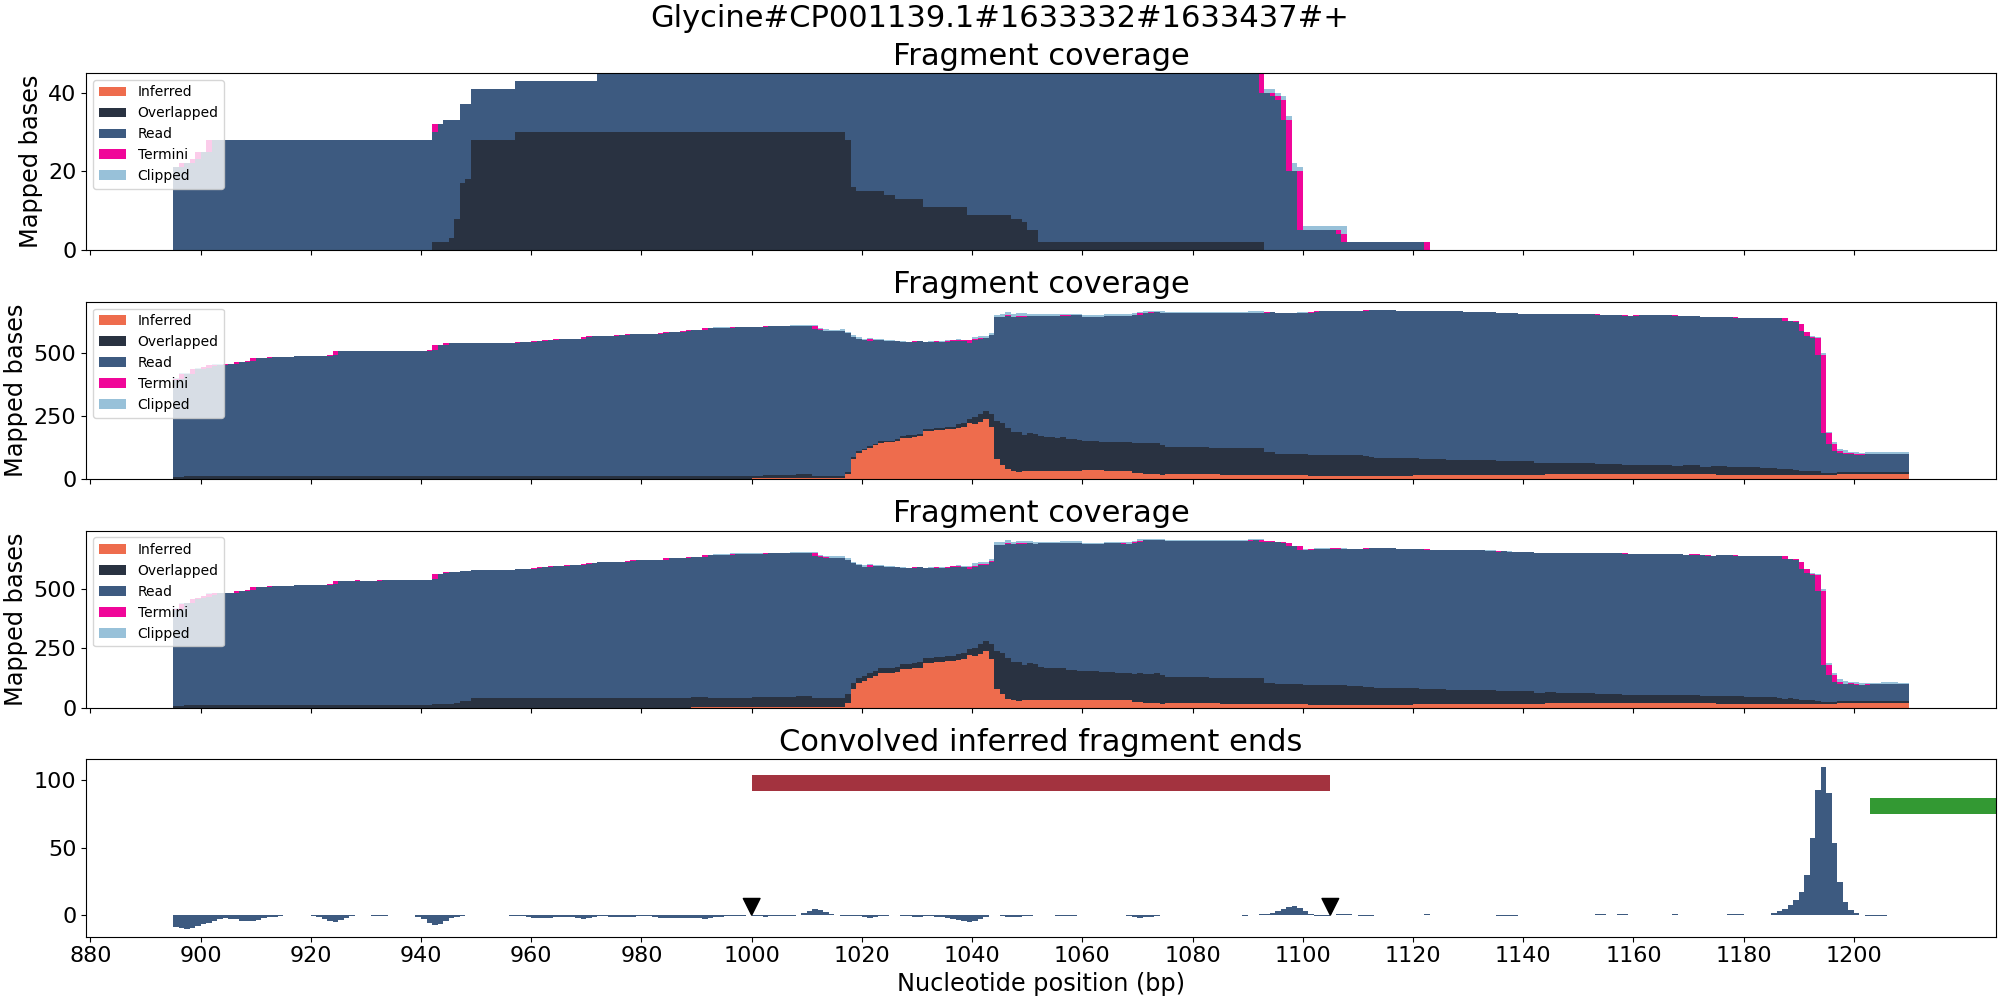 Glycine#CP001139.1#1633332#1633437#+
Fragment coverage
Mapped bases
40
20
0
Inferred
Overlapped
Read
Termini
Clipped
Fragment coverage
Mapped bases
500
250
0
Inferred
Overlapped
Read
Termini
Clipped
Fragment coverage
Mapped bases
500
250
0
Inferred
Overlapped
Read
Termini
Clipped
Convolved inferred fragment ends
100
50
0
880 900 920 940 960 980 1000 1020 1040 1060 1080 1100 1120 1140 1160 1180 1200
Nucleotide position (bp)